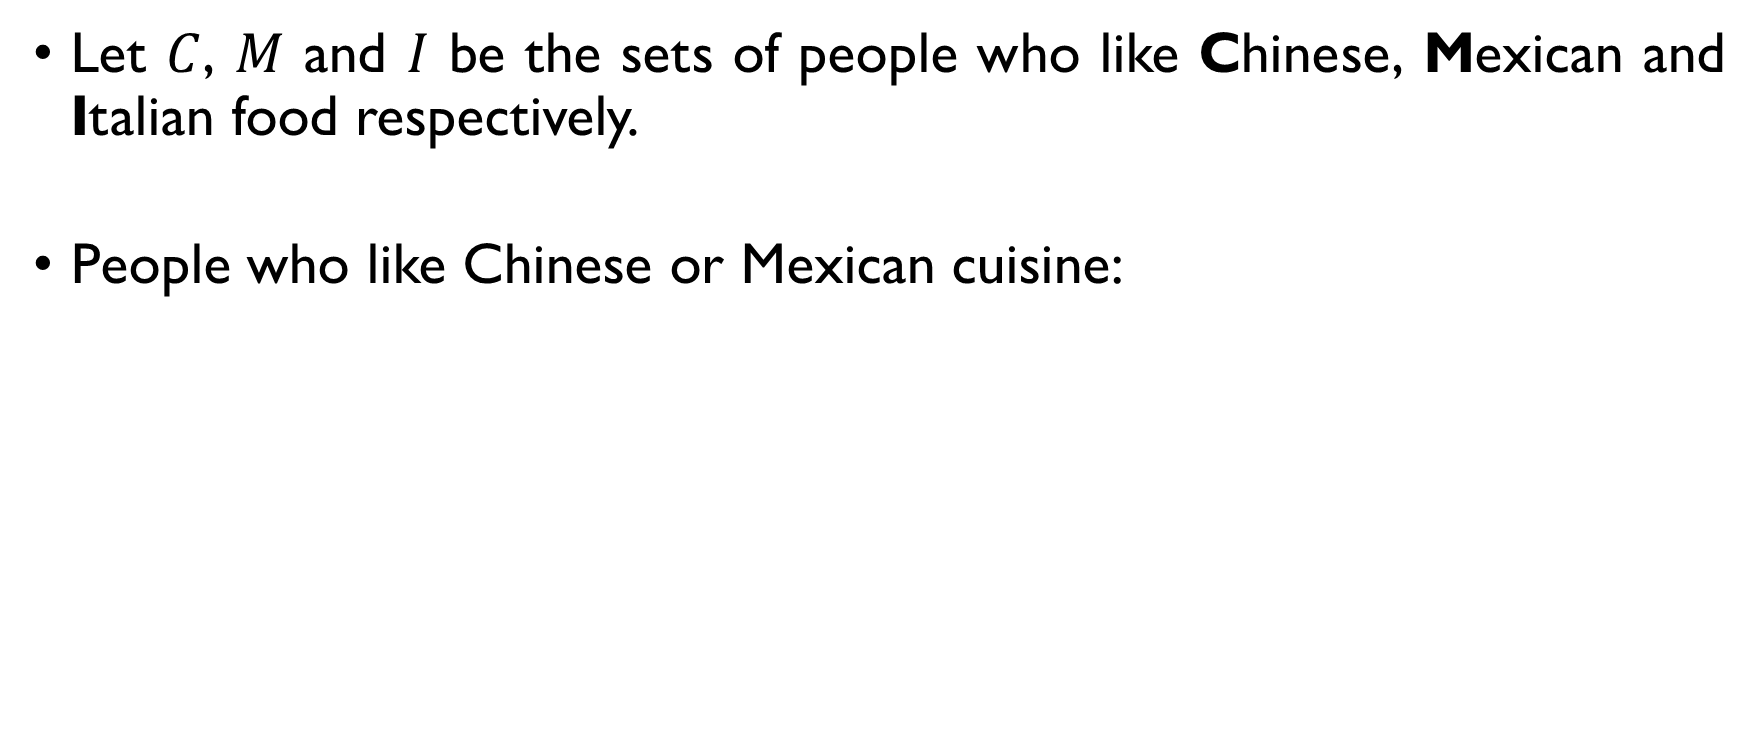 • Let 𝐶, 𝑀 and 𝐼 be the sets of people who like Chinese, Mexican and
Italian food respectively.
• People who like Chinese or Mexican cuisine: